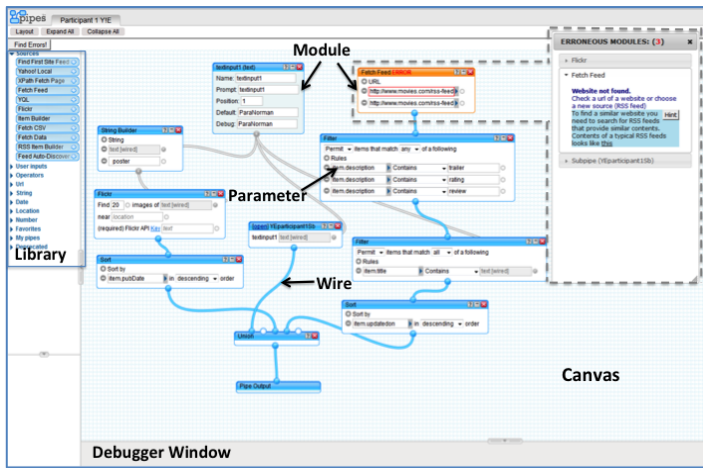 pipes
Participant 1 Y!E
Layout
Expand All
Collapse All
Find Errors!
Sources
Find First Site Feed
Yahoo! Local
XPath Fetch Page
Fetch Feed
YQL
Flickr
Item Builder
Fetch CSV
Fetch Data
RSS Item Builder
Feed Auto-Discover
User inputs
Operators
Url
String
Date
Location
Number
Favorites
My pipes
Deprecated
Library
Module
textinput1 (text)
Name: textinput1
Prompt: textinput1
Position: 1
Default: ParaNorman
Debug: ParaNorman
Fetch Feed ERROR
URL
http://www.movies.com/rss-feed
http://www.movies.com/rss-feed
ERRONEOUS MODULES: (3)
Flickr
Fetch Feed
Website not found.
Check a url of a website or choose
a new source (RSS feed)
To find a similar website you
need to search for RSS feeds
that provide similar contents.
Contents of a typical RSS feeds
looks like this
Hint
Subpipe (YEparticipant1Sb)
String Builder
String
text [wired]
poster
Filter
Permit items that match any of a following
Rules
item.description Contains trailer
item.description Contains rating
item.description Contains review
Parameter
Flickr
Find 20 images of text [wired]
near location
(required) Flickr API Key text
[open] YEparticipant1Sb
textinput1 text [wired]
Filter
Permit items that match all of a following
Rules
item.title Contains text [wired]
Sort
Sort by
item.pubDate in descending order
Wire
Sort
Sort by
item.updatedon in descending order
Union
Pipe Output
Canvas
Debugger Window